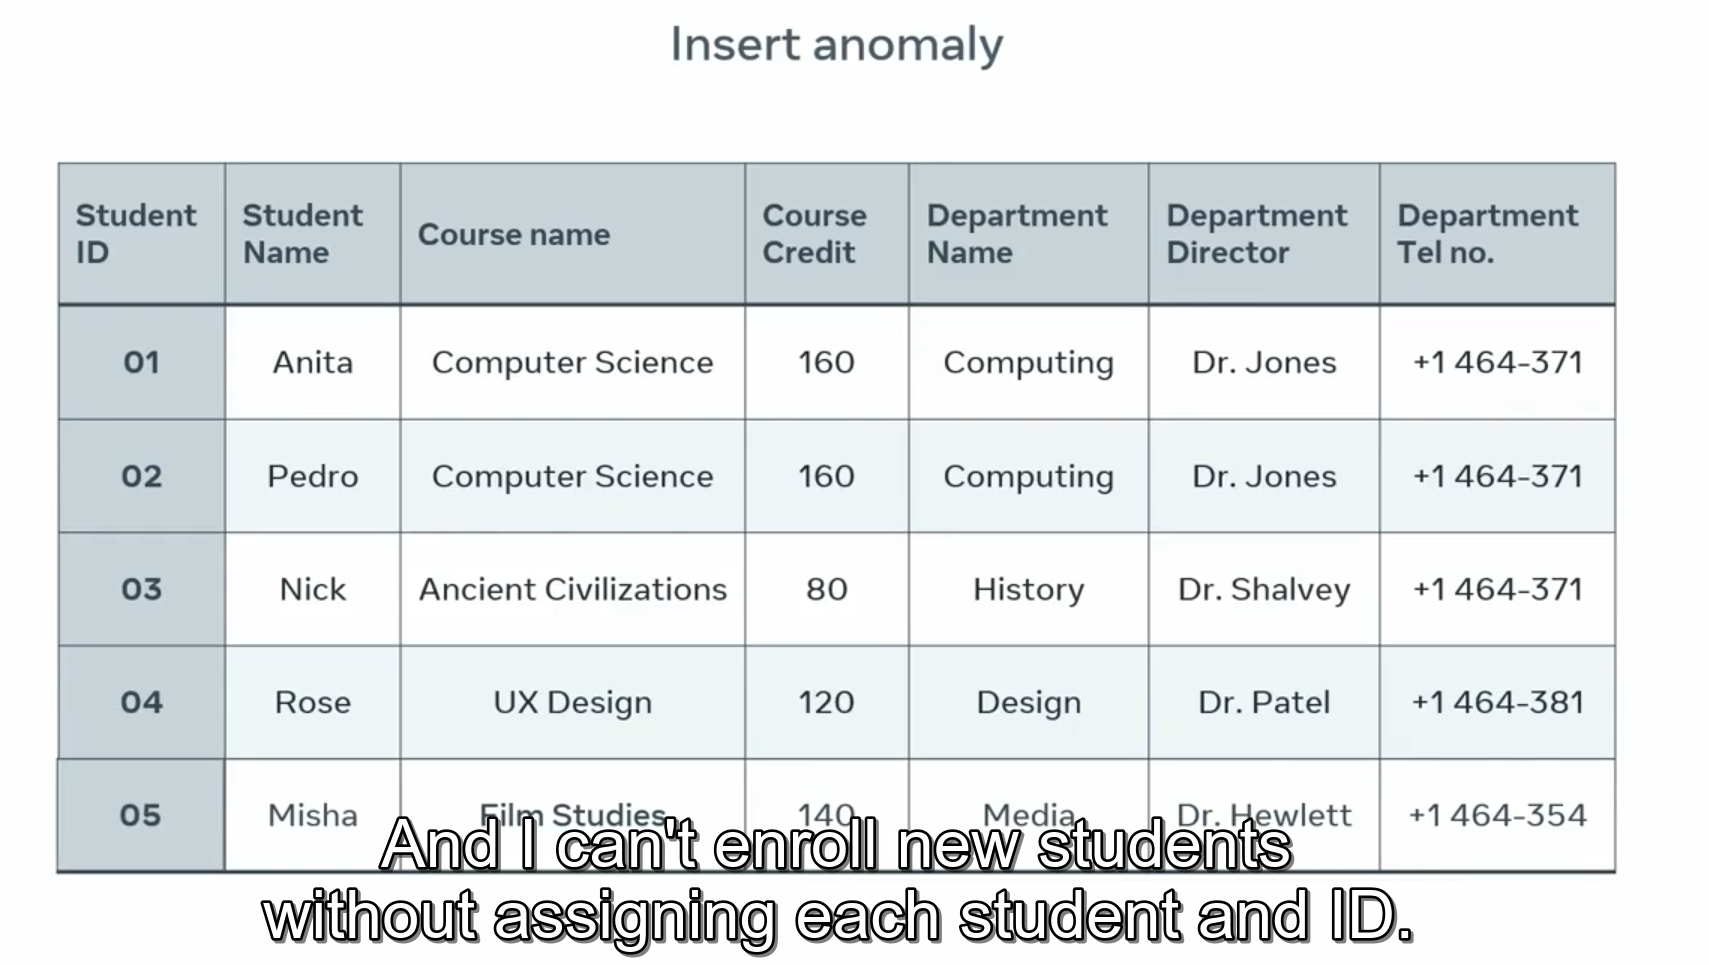 Insert anomaly
Student ID Student Name Course name Course Credit Department Name Department Director Department Tel no.
01 Anita Computer Science 160 Computing Dr. Jones +1 464-371
02 Pedro Computer Science 160 Computing Dr. Jones +1 464-371
03 Nick Ancient Civilizations 80 History Dr. Shalvey +1 464-371
04 Rose UX Design 120 Design Dr. Patel +1 464-381
05 Misha Film Studies 140 Media Dr. Hewlett +1 464-354
And I can't enroll new students
without assigning each student and ID.